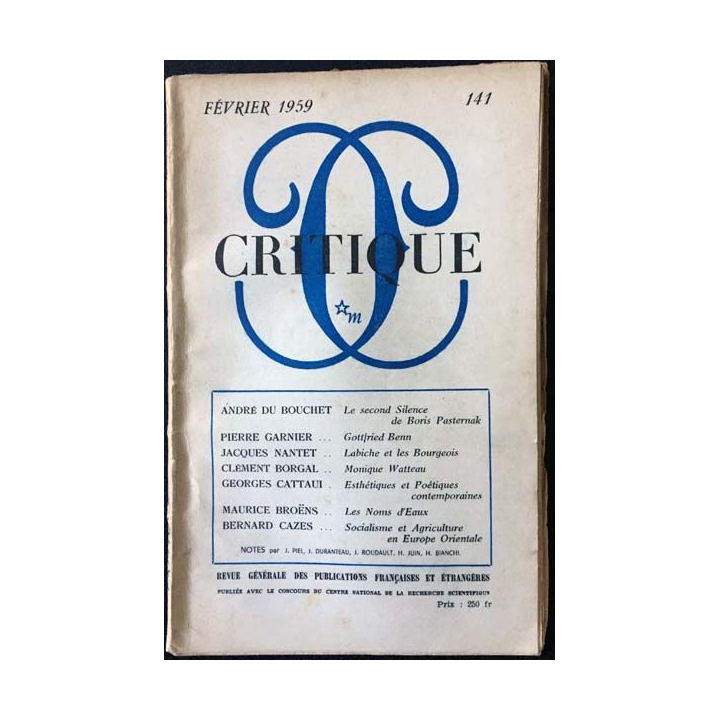 FÉVRIER 1959 141
CRITIQUE
m
ANDRÉ DU BOUCHET Le second Silence
de Boris Pasternak
PIERRE GARNIER ... Gottfried Benn
JACQUES NANTET .. Labiche et les Bourgeois
CLÉMENT BORGAL .. Monique Watteau
GEORGES CATTAUI . Esthétiques et Poétiques
contemporaines
MAURICE BROËNS .. Les Noms d'Eaux
BERNARD CAZES ... Socialisme et Agriculture
en Europe Orientale
NOTES par J. PIEL, J. DURANTEAU, J. ROUDAULT, H. JUIN, H. BIANCHI.
REVUE GÉNÉRALE DES PUBLICATIONS FRANÇAISES ET ÉTRANGÈRES
PUBLIÉE AVEC LE CONCOURS DU CENTRE NATIONAL DE LA RECHERCHE SCIENTIFIQUE
Prix : 250 fr